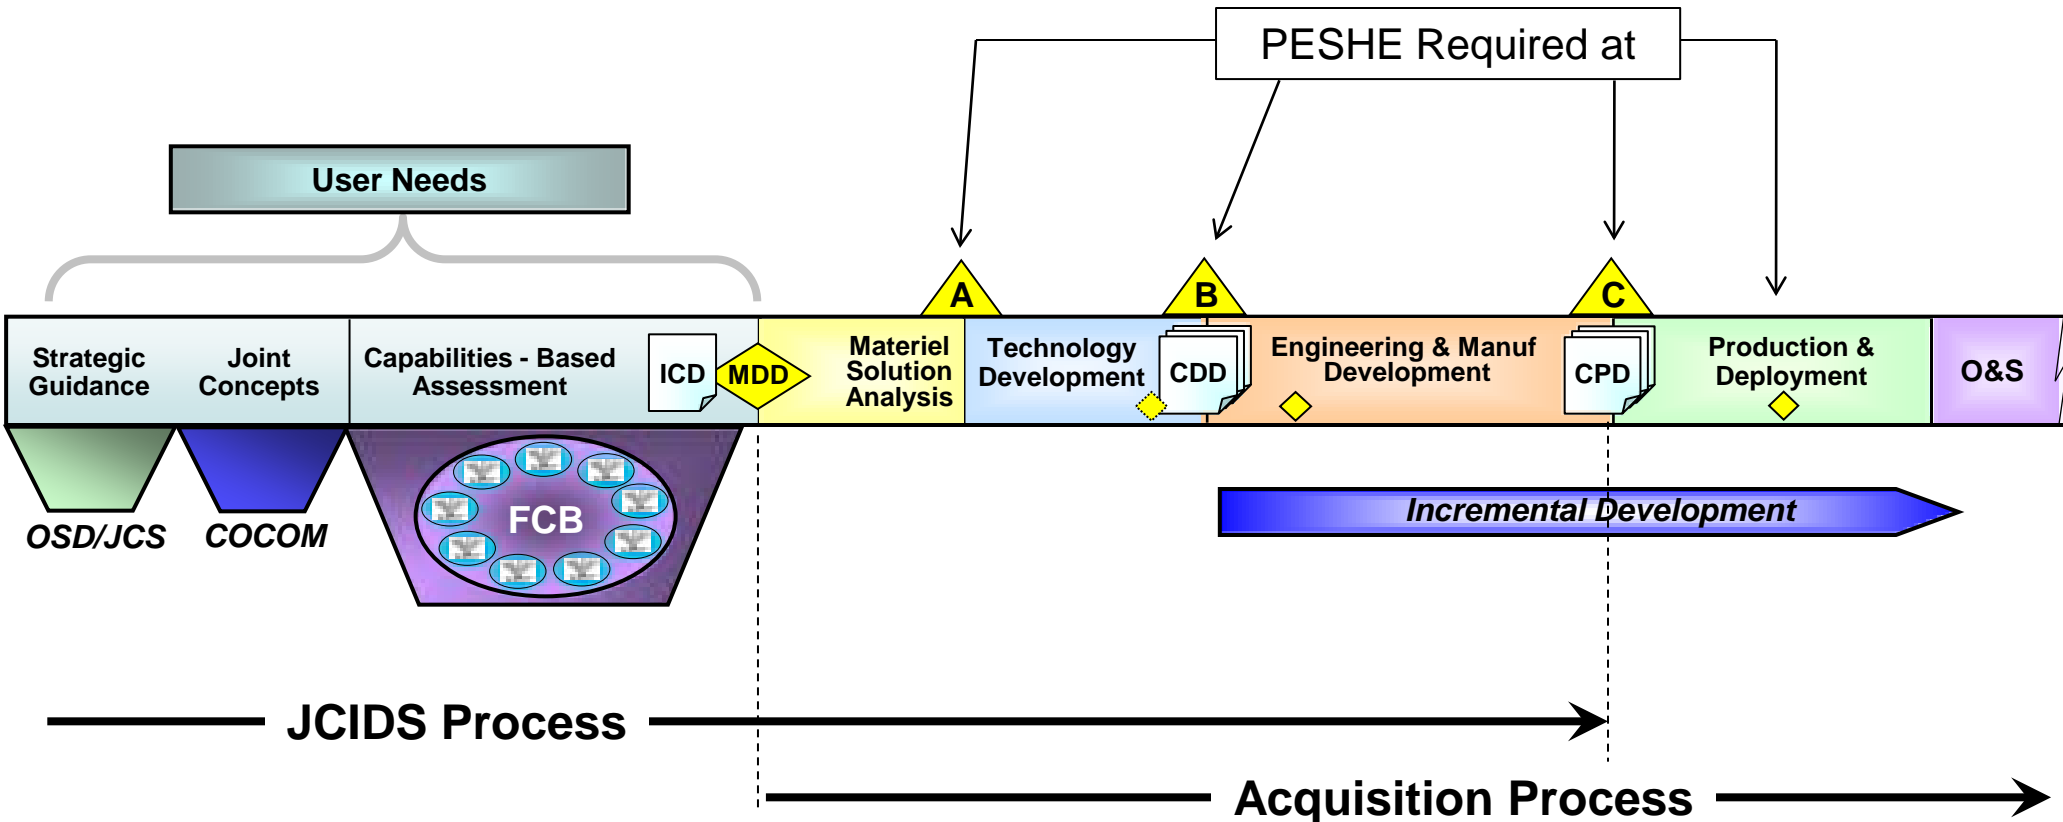 PESHE Required at
User Needs
A
B
C
Strategic
Guidance
Joint
Concepts
Capabilities - Based
Assessment
ICD
MDD
Materiel
Solution
Analysis
Technology
Development
CDD
Engineering & Manuf
Development
CPD
Production &
Deployment
O&S
OSD/JCS
COCOM
FCB
Incremental Development
JCIDS Process
Acquisition Process